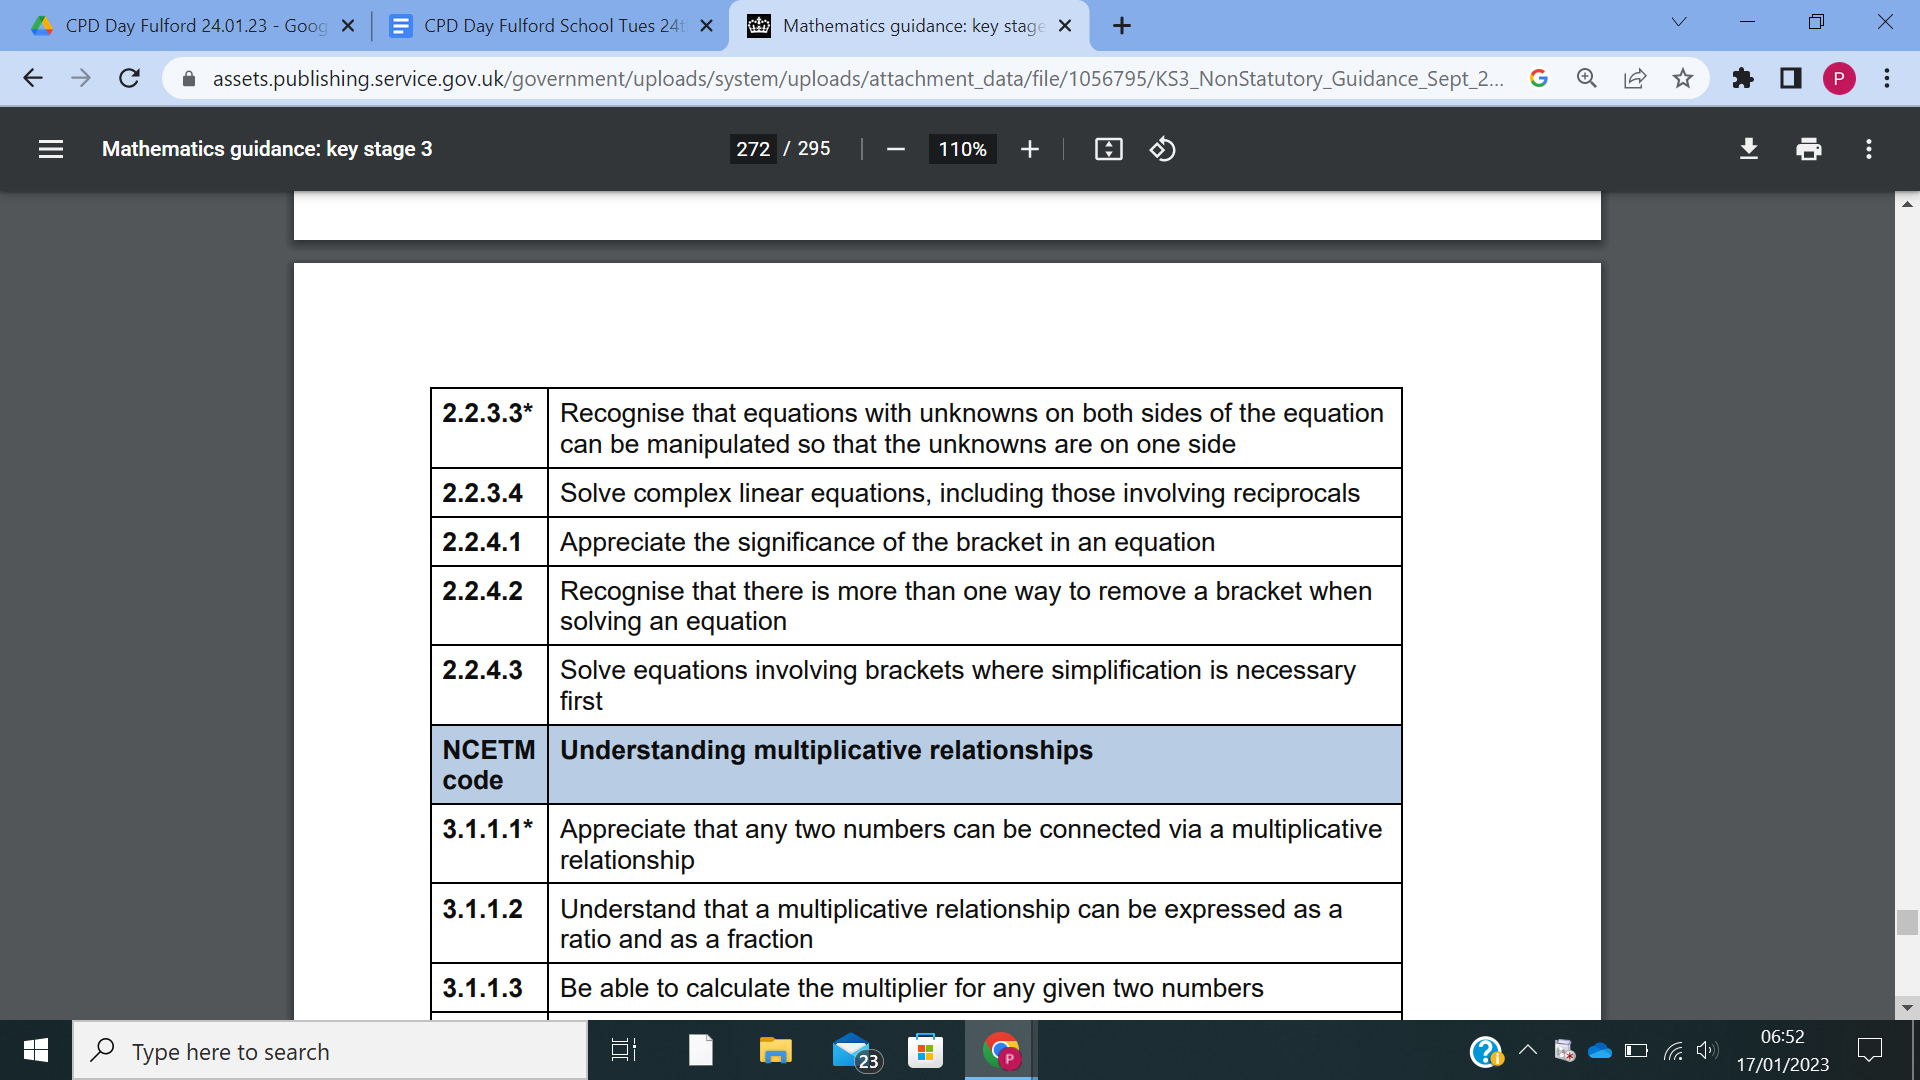 CPD Day Fulford 24.01.23 - Goog
CPD Day Fulford School Tues 24t
Mathematics guidance: key stage
assets.publishing.service.gov.uk/government/uploads/system/uploads/attachment_data/file/1056795/KS3_NonStatutory_Guidance_Sept_2...
P
Mathematics guidance: key stage 3
272 / 295
110%
2.2.3.3* Recognise that equations with unknowns on both sides of the equation
can be manipulated so that the unknowns are on one side
2.2.3.4 Solve complex linear equations, including those involving reciprocals
2.2.4.1 Appreciate the significance of the bracket in an equation
2.2.4.2 Recognise that there is more than one way to remove a bracket when
solving an equation
2.2.4.3 Solve equations involving brackets where simplification is necessary
first
NCETM Understanding multiplicative relationships
code
3.1.1.1* Appreciate that any two numbers can be connected via a multiplicative
relationship
3.1.1.2 Understand that a multiplicative relationship can be expressed as a
ratio and as a fraction
3.1.1.3 Be able to calculate the multiplier for any given two numbers
Type here to search
23
P
06:52
17/01/2023